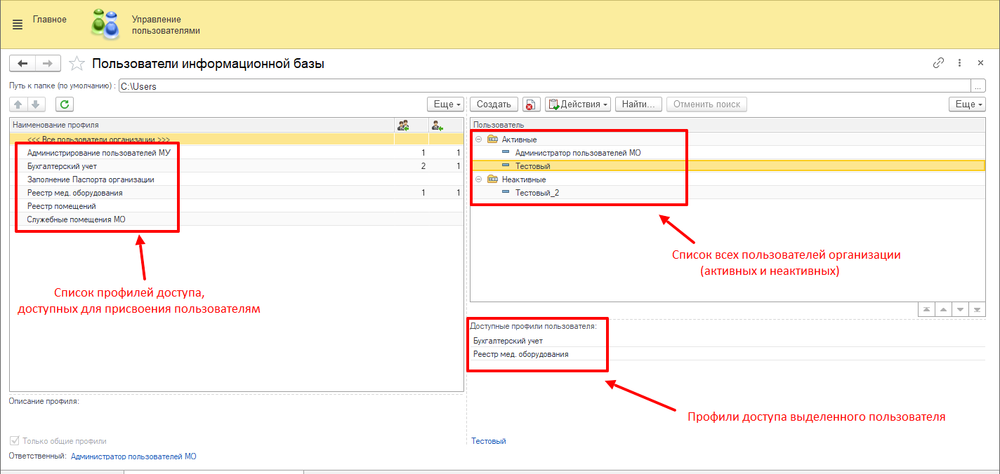 Главное
Управление
пользователями
Пользователи информационной базы
Путь к папке (по умолчанию) : C:\Users ...
Еще
Создать Действия Найти... Отменить поиск Еще
Наименование профиля
<<< Все пользователи организации >>>
Администрирование пользователей МУ 1 1
Бухгалтерский учет 2 1
Заполнение Паспорта организации
Реестр мед. оборудования 1 1
Реестр помещений
Служебные помещения МО
Список профилей доступа,
доступных для присвоения пользователям
Пользователь
Активные
Администратор пользователей МО
Тестовый
Неактивные
Тестовый_2
Список всех пользователей организации
(активных и неактивных)
Доступные профили пользователя:
Бухгалтерский учет
Реестр мед. оборудования
Профили доступа выделенного пользователя
Описание профиля:
Только общие профили
Тестовый
Ответственный: Администратор пользователей МО